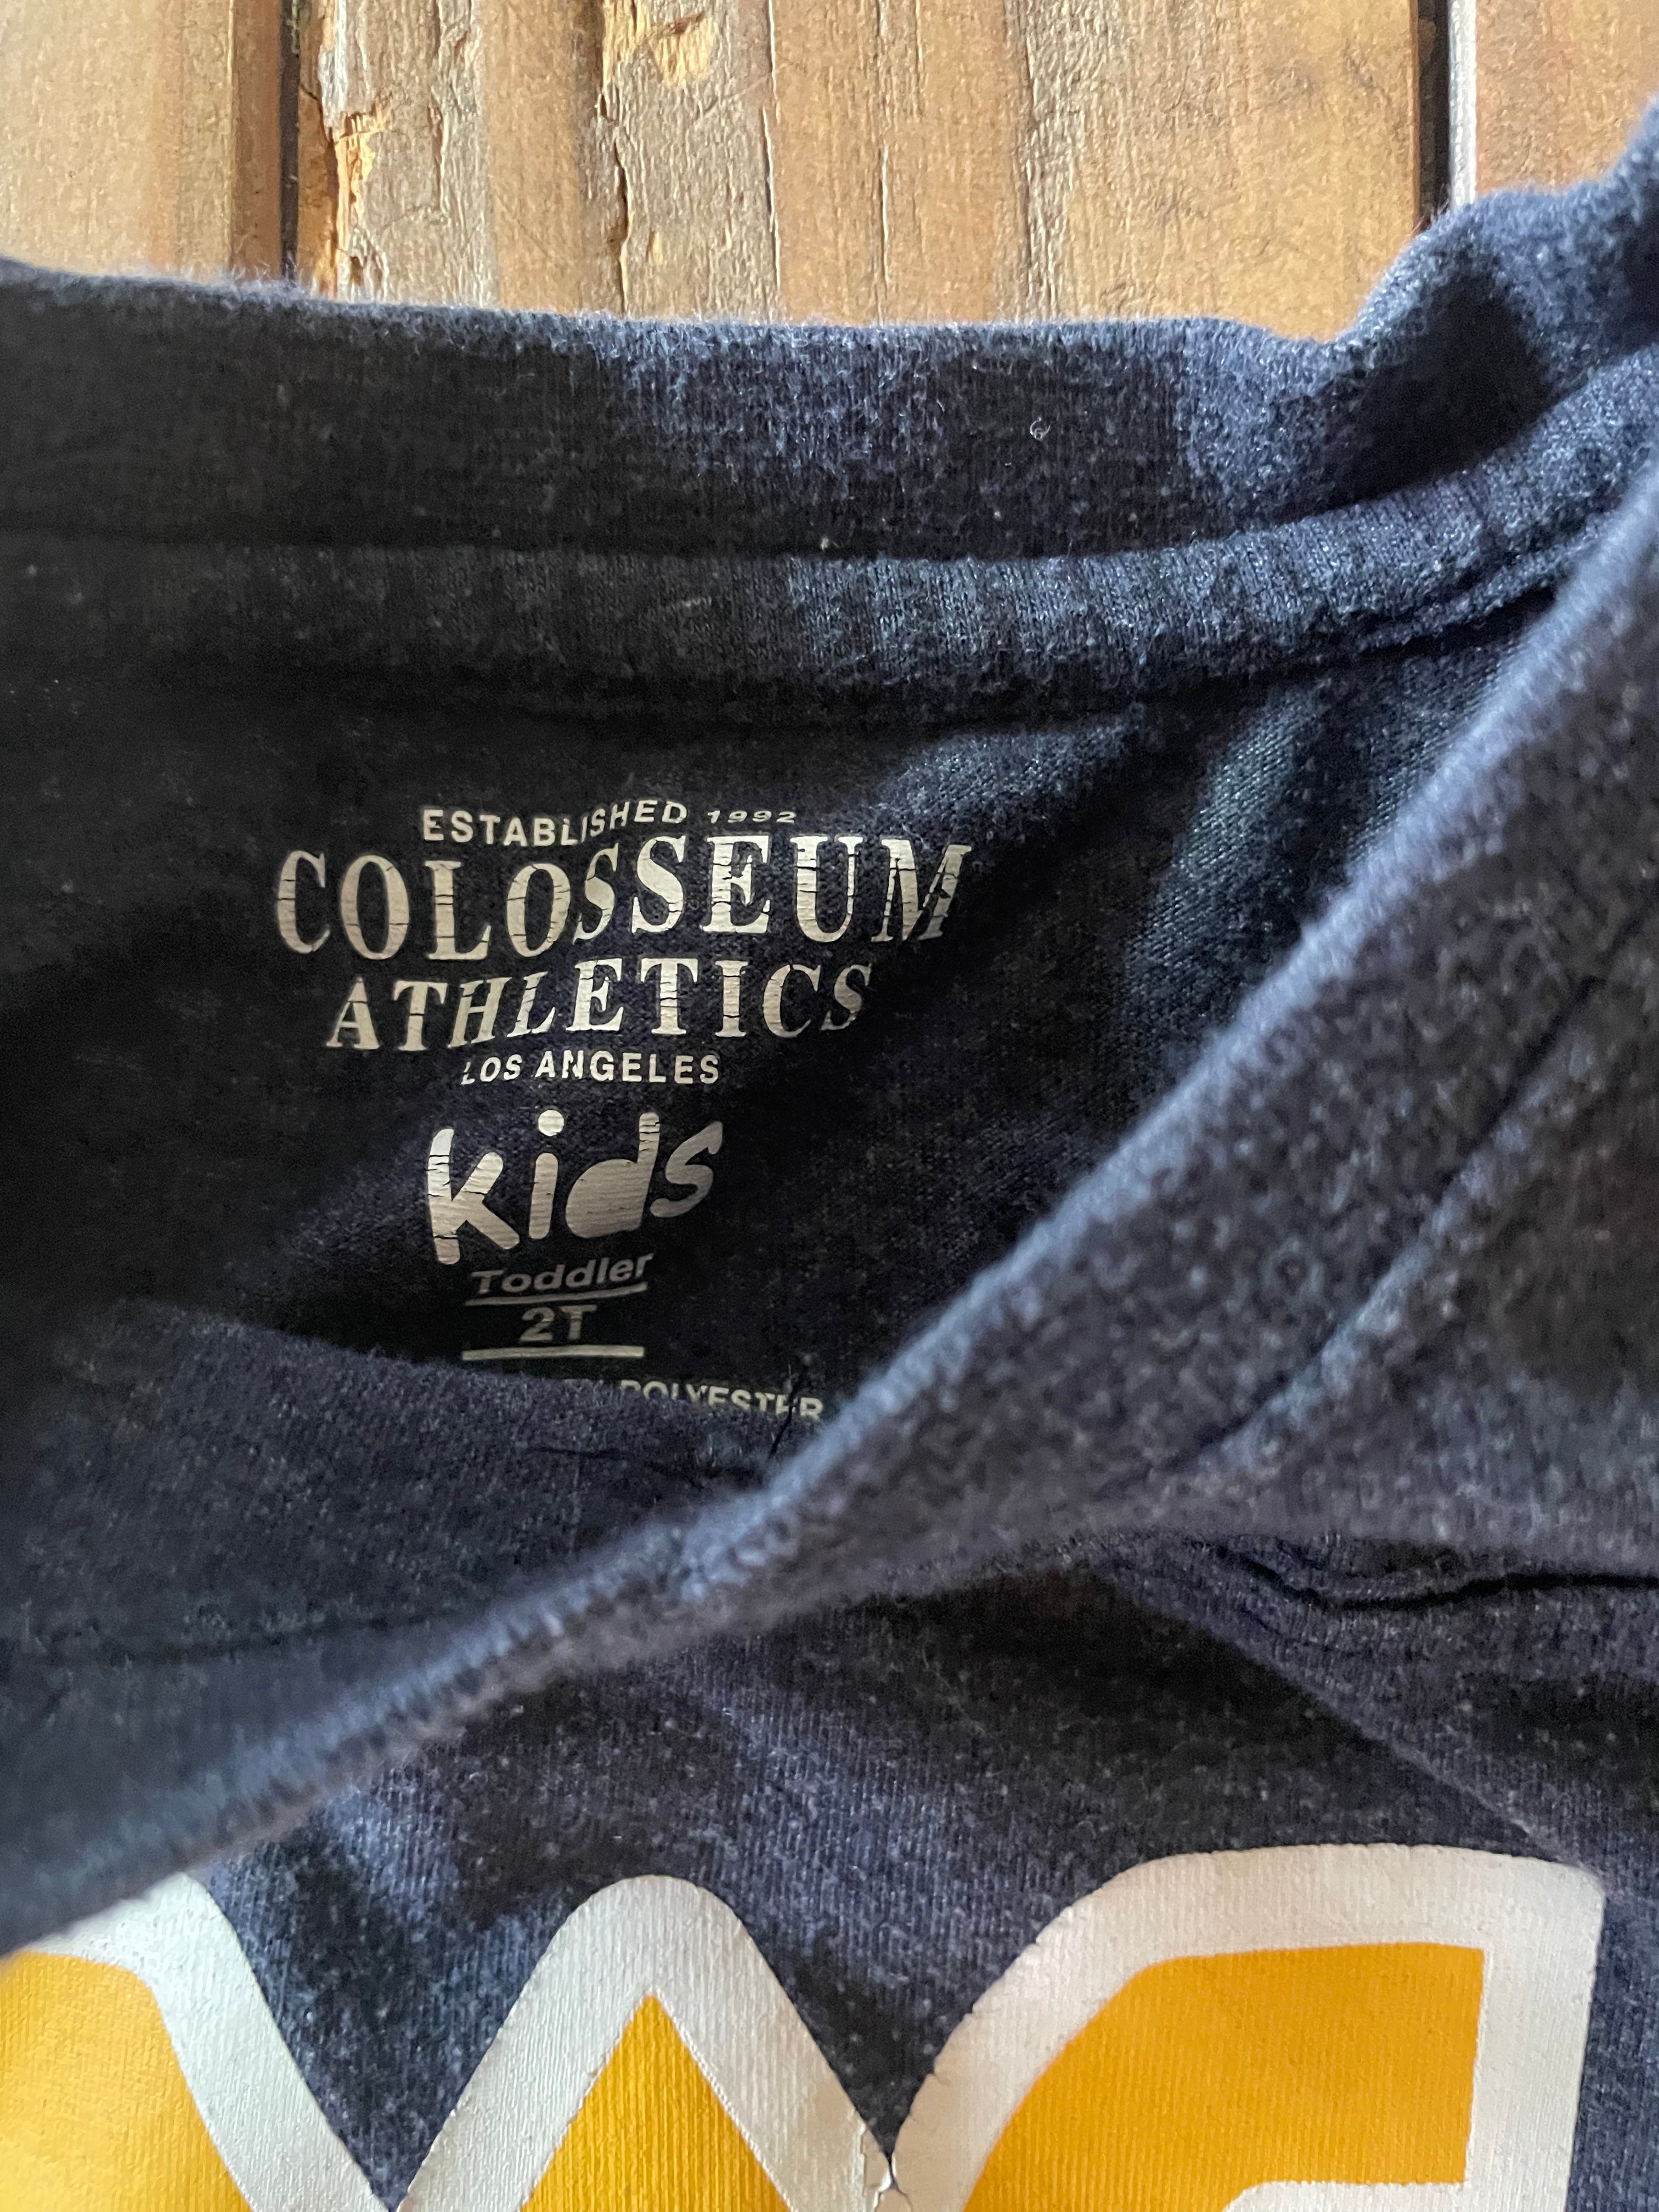 ESTABLISHED 1992
COLOSSEUM
ATHLETICS
LOS ANGELES
kids
Toddler
2T
POLYESTER